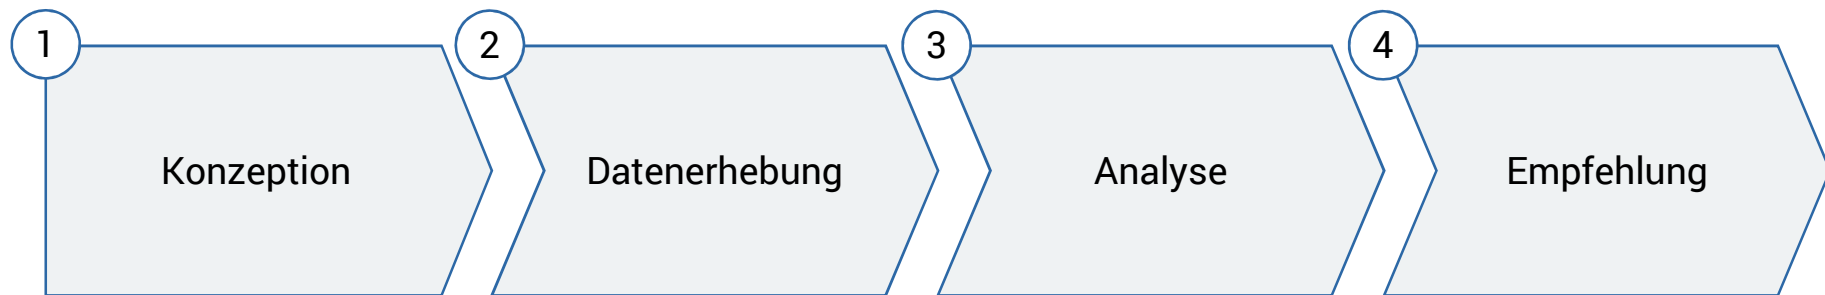 1
2
3
4
Konzeption
Datenerhebung
Analyse
Empfehlung